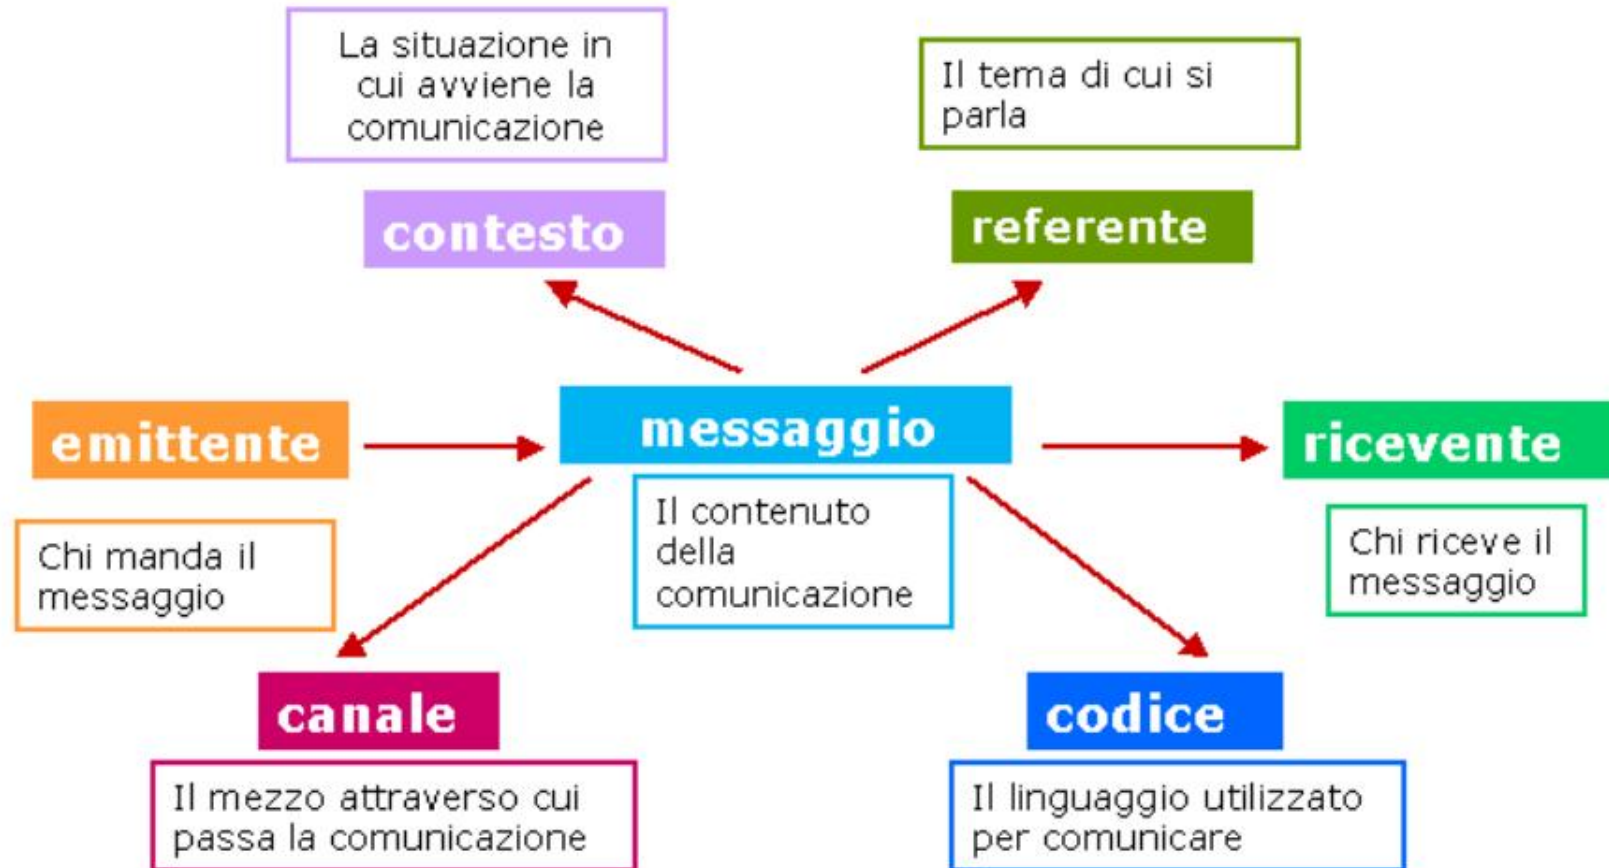 La situazione in
cui avviene la
comunicazione
Il tema di cui si
parla
contesto
referente
emittente
messaggio
ricevente
Chi manda il
messaggio
Il contenuto
della
comunicazione
Chi riceve il
messaggio
canale
codice
Il mezzo attraverso cui
passa la comunicazione
Il linguaggio utilizzato
per comunicare